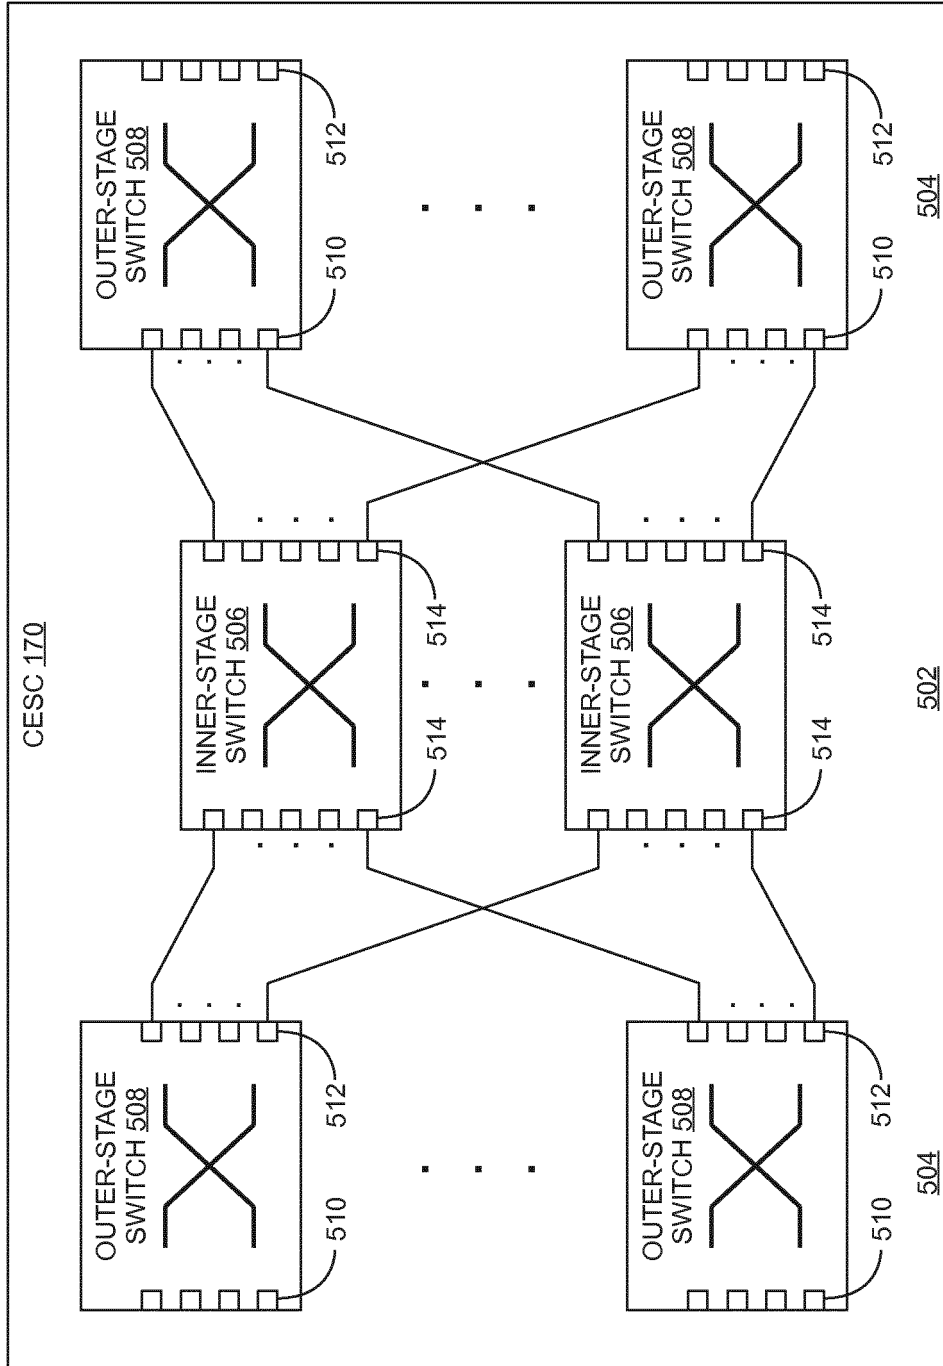 CESC 170
OUTER-STAGE
SWITCH 508
510
512
INNER-STAGE
SWITCH 506
514
514
OUTER-STAGE
SWITCH 508
510
512
OUTER-STAGE
SWITCH 508
510
512
INNER-STAGE
SWITCH 506
514
514
OUTER-STAGE
SWITCH 508
510
512
504
502
504